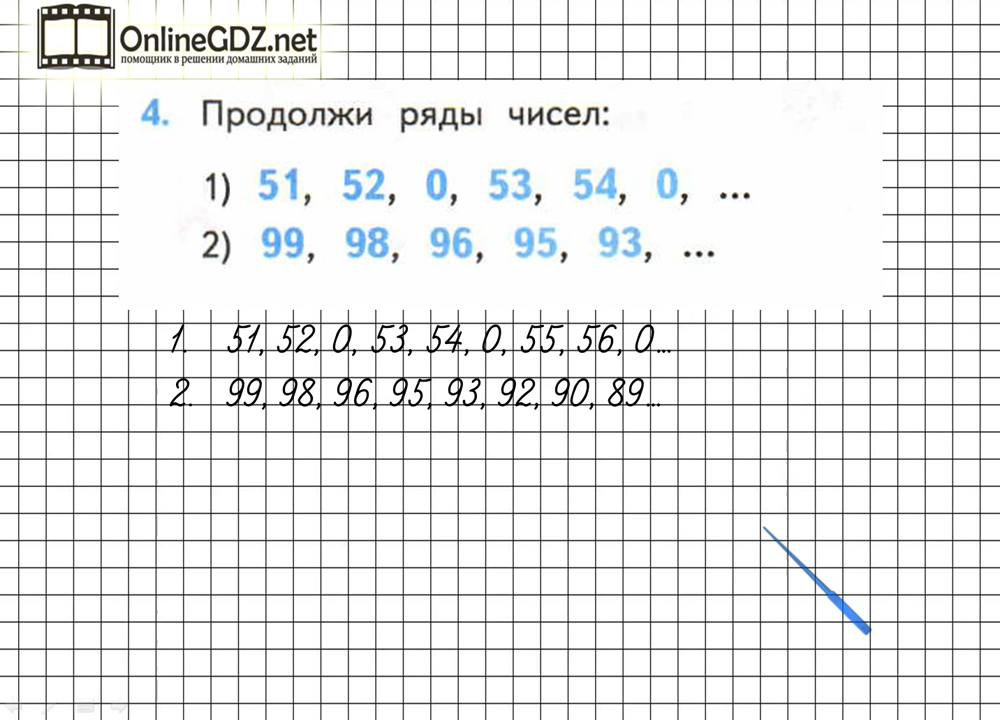 OnlineGDZ.net
помощник в решении домашних заданий
4. Продолжи ряды чисел:
1) 51, 52, 0, 53, 54, 0, ...
2) 99, 98, 96, 95, 93, ...
1. 51, 52, 0, 53, 54, 0, 55, 56, 0...
2. 99, 98, 96, 95, 93, 92, 90, 89...